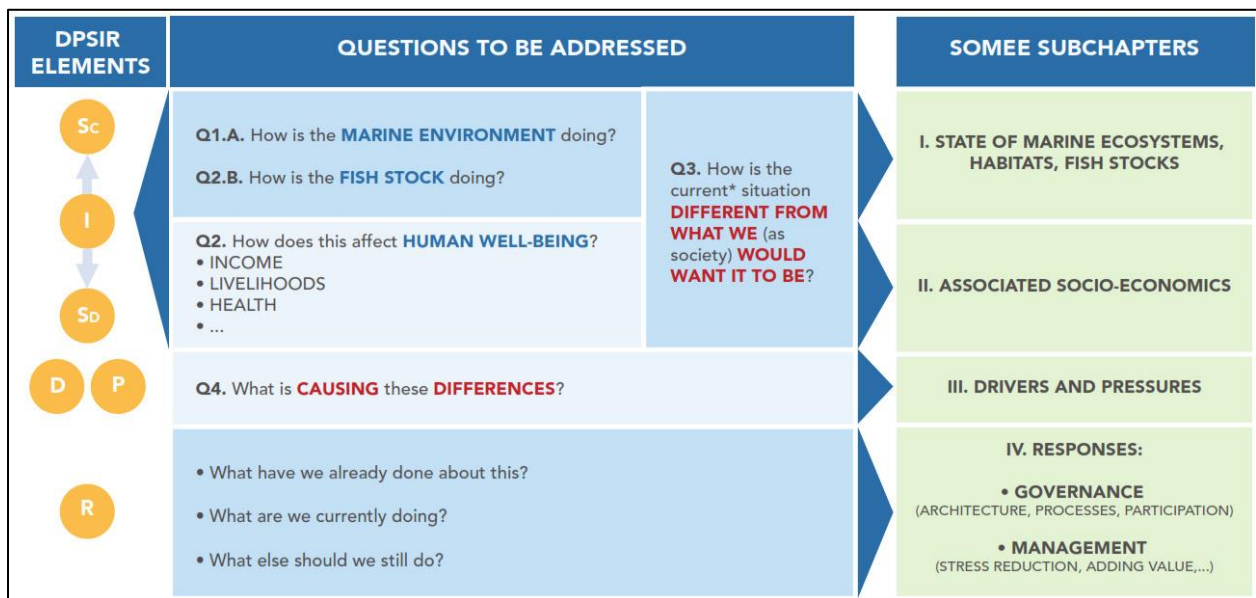 DPSIR
ELEMENTS
QUESTIONS TO BE ADDRESSED
SOMEE SUBCHAPTERS
SC
I
SD
Q1.A. How is the MARINE ENVIRONMENT doing?
Q2.B. How is the FISH STOCK doing?
Q2. How does this affect HUMAN WELL-BEING?
• INCOME
• LIVELIHOODS
• HEALTH
• ...
Q3. How is the
current* situation
DIFFERENT FROM
WHAT WE (as
society) WOULD
WANT IT TO BE?
I. STATE OF MARINE ECOSYSTEMS,
HABITATS, FISH STOCKS
II. ASSOCIATED SOCIO-ECONOMICS
D P
Q4. What is CAUSING these DIFFERENCES?
III. DRIVERS AND PRESSURES
R
• What have we already done about this?
• What are we currently doing?
• What else should we still do?
IV. RESPONSES:
• GOVERNANCE
(ARCHITECTURE, PROCESSES, PARTICIPATION)
• MANAGEMENT
(STRESS REDUCTION, ADDING VALUE,...)